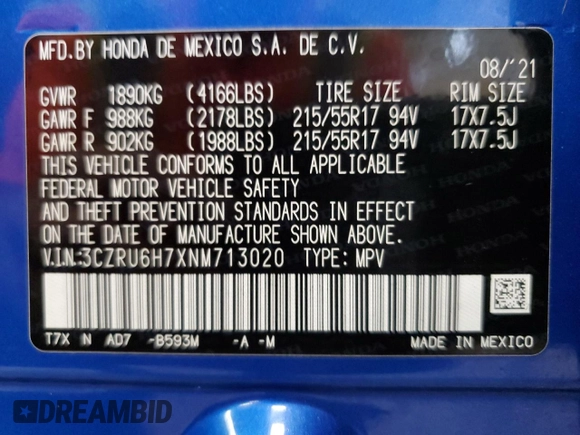 MFD.BY HONDA DE MEXICO S.A. DE C.V.
08/'21
GVWR 1890KG (4166LBS) TIRE SIZE RIM SIZE
GAWR F 988KG (2178LBS) 215/55R17 94V 17X7.5J
GAWR R 902KG (1988LBS) 215/55R17 94V 17X7.5J
THIS VEHICLE CONFORMS TO ALL APPLICABLE
FEDERAL MOTOR VEHICLE SAFETY
AND THEFT PREVENTION STANDARDS IN EFFECT
ON THE DATE OF MANUFACTURE SHOWN ABOVE.
V.I.N.:3CZRU6H7XNM713020 TYPE: MPV
T7X N AD7 -B593M -A -M
MADE IN MEXICO
DREAMBID